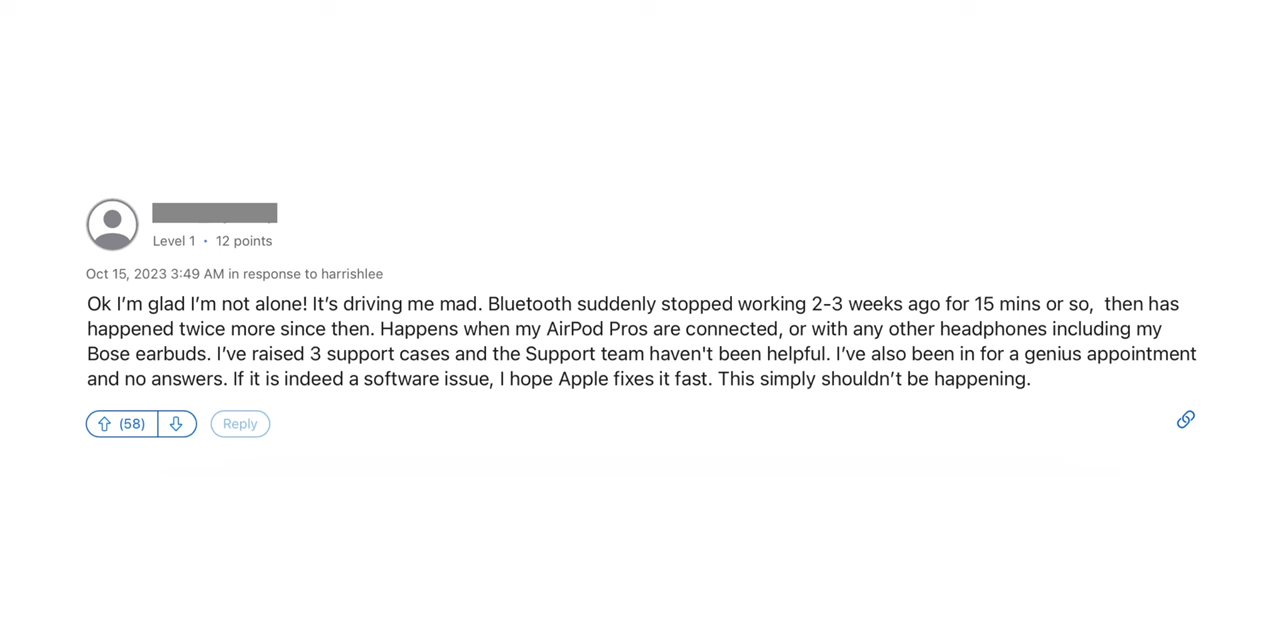 Level 1 • 12 points
Oct 15, 2023 3:49 AM in response to harrishlee
Ok I’m glad I’m not alone! It’s driving me mad. Bluetooth suddenly stopped working 2-3 weeks ago for 15 mins or so,  then has
happened twice more since then. Happens when my AirPod Pros are connected, or with any other headphones including my
Bose earbuds. I’ve raised 3 support cases and the Support team haven't been helpful. I’ve also been in for a genius appointment
and no answers. If it is indeed a software issue, I hope Apple fixes it fast. This simply shouldn’t be happening.
(58) Reply